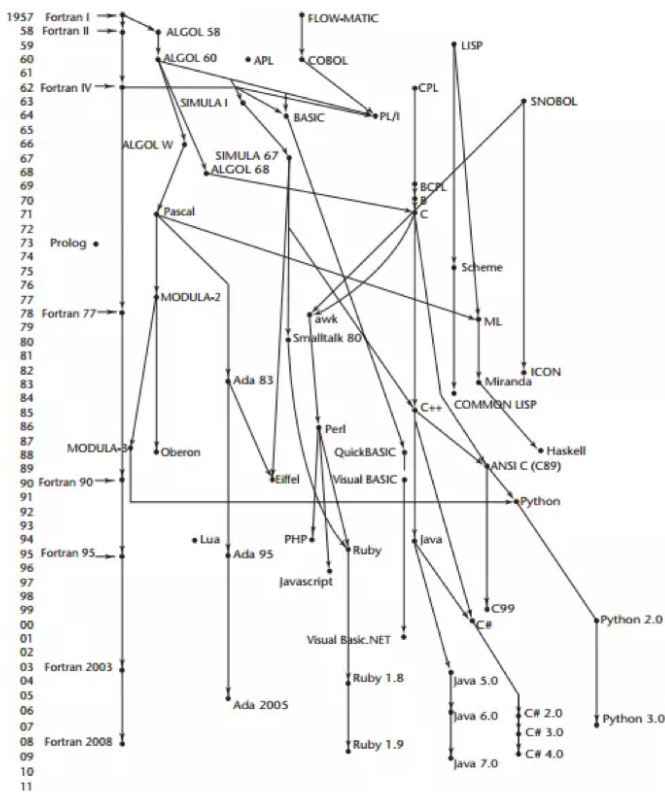 1957 Fortran I FLOW-MATIC
58 Fortran II ALGOL 58
59 LISP
60 ALGOL 60 APL COBOL
61
62 Fortran IV CPL
63 SIMULA I SNOBOL
64 BASIC PL/I
65
66 ALGOL W
67 SIMULA 67
68 ALGOL 68
69 BCPL
70 B
71 Pascal C
72
73 Prolog
74
75 Scheme
76
77 MODULA-2
78 Fortran 77 awk ML
79
80 Smalltalk 80
81
82 ICON
83 Ada 83 Miranda
84 COMMON LISP
85 C++
86 Perl
87 MODULA-3 Haskell
88 Oberon QuickBASIC
89 ANSI C (C89)
90 Fortran 90 Eiffel Visual BASIC
91 Python
92
93
94 Lua PHP Java
95 Fortran 95 Ada 95 Ruby
96 Javascript
97
98
99 C99
00 C# Python 2.0
01 Visual Basic.NET
02
03 Fortran 2003
04 Ruby 1.8 Java 5.0
05 Ada 2005
06 Java 6.0 C# 2.0
07 C# 3.0 Python 3.0
08 Fortran 2008 Ruby 1.9
09 Java 7.0 C# 4.0
10
11